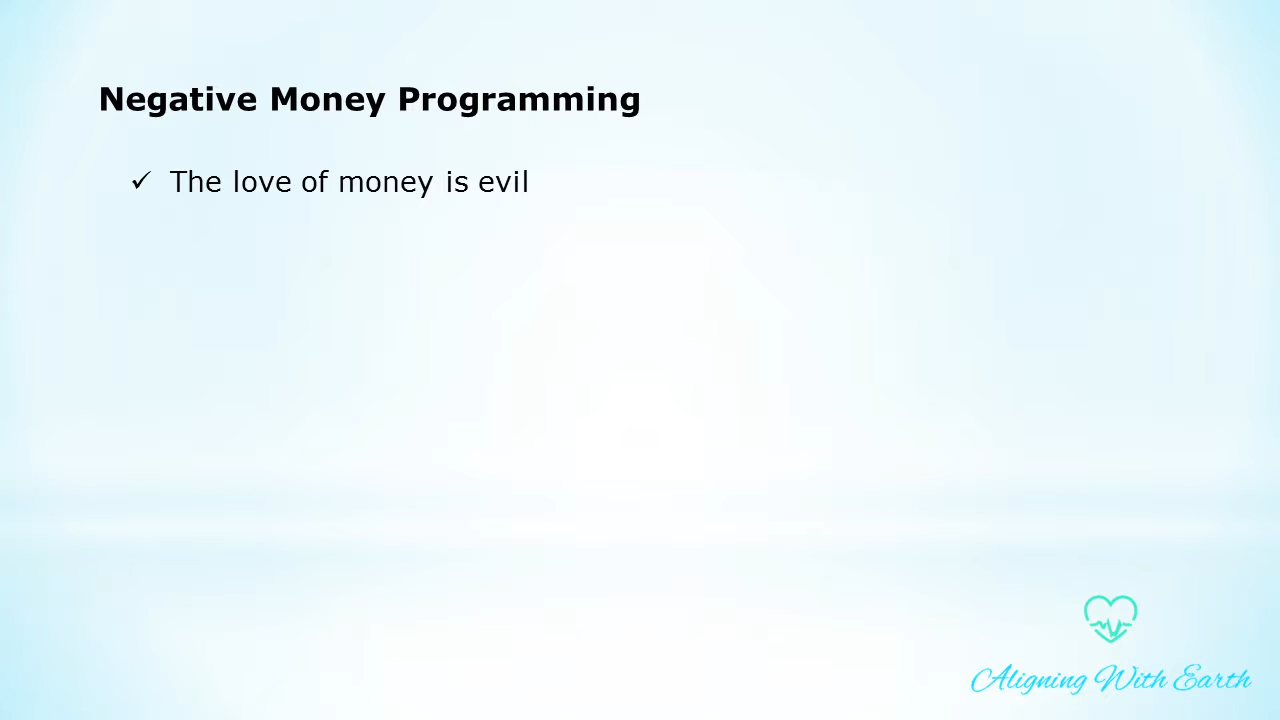 Negative Money Programming
✓ The love of money is evil
Aligning With Earth